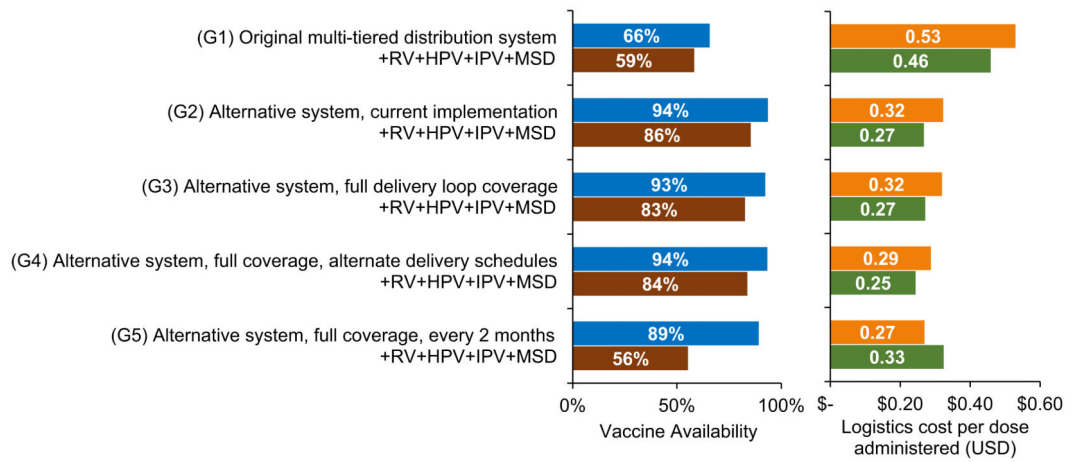 (G1) Original multi-tiered distribution system
66%
0.53
+RV+HPV+IPV+MSD
59%
0.46
(G2) Alternative system, current implementation
94%
0.32
+RV+HPV+IPV+MSD
86%
0.27
(G3) Alternative system, full delivery loop coverage
93%
0.32
+RV+HPV+IPV+MSD
83%
0.27
(G4) Alternative system, full coverage, alternate delivery schedules
94%
0.29
+RV+HPV+IPV+MSD
84%
0.25
(G5) Alternative system, full coverage, every 2 months
89%
0.27
+RV+HPV+IPV+MSD
56%
0.33
0%
50%
100%
$-
$0.20
$0.40
$0.60
Vaccine Availability
Logistics cost per dose
administered (USD)